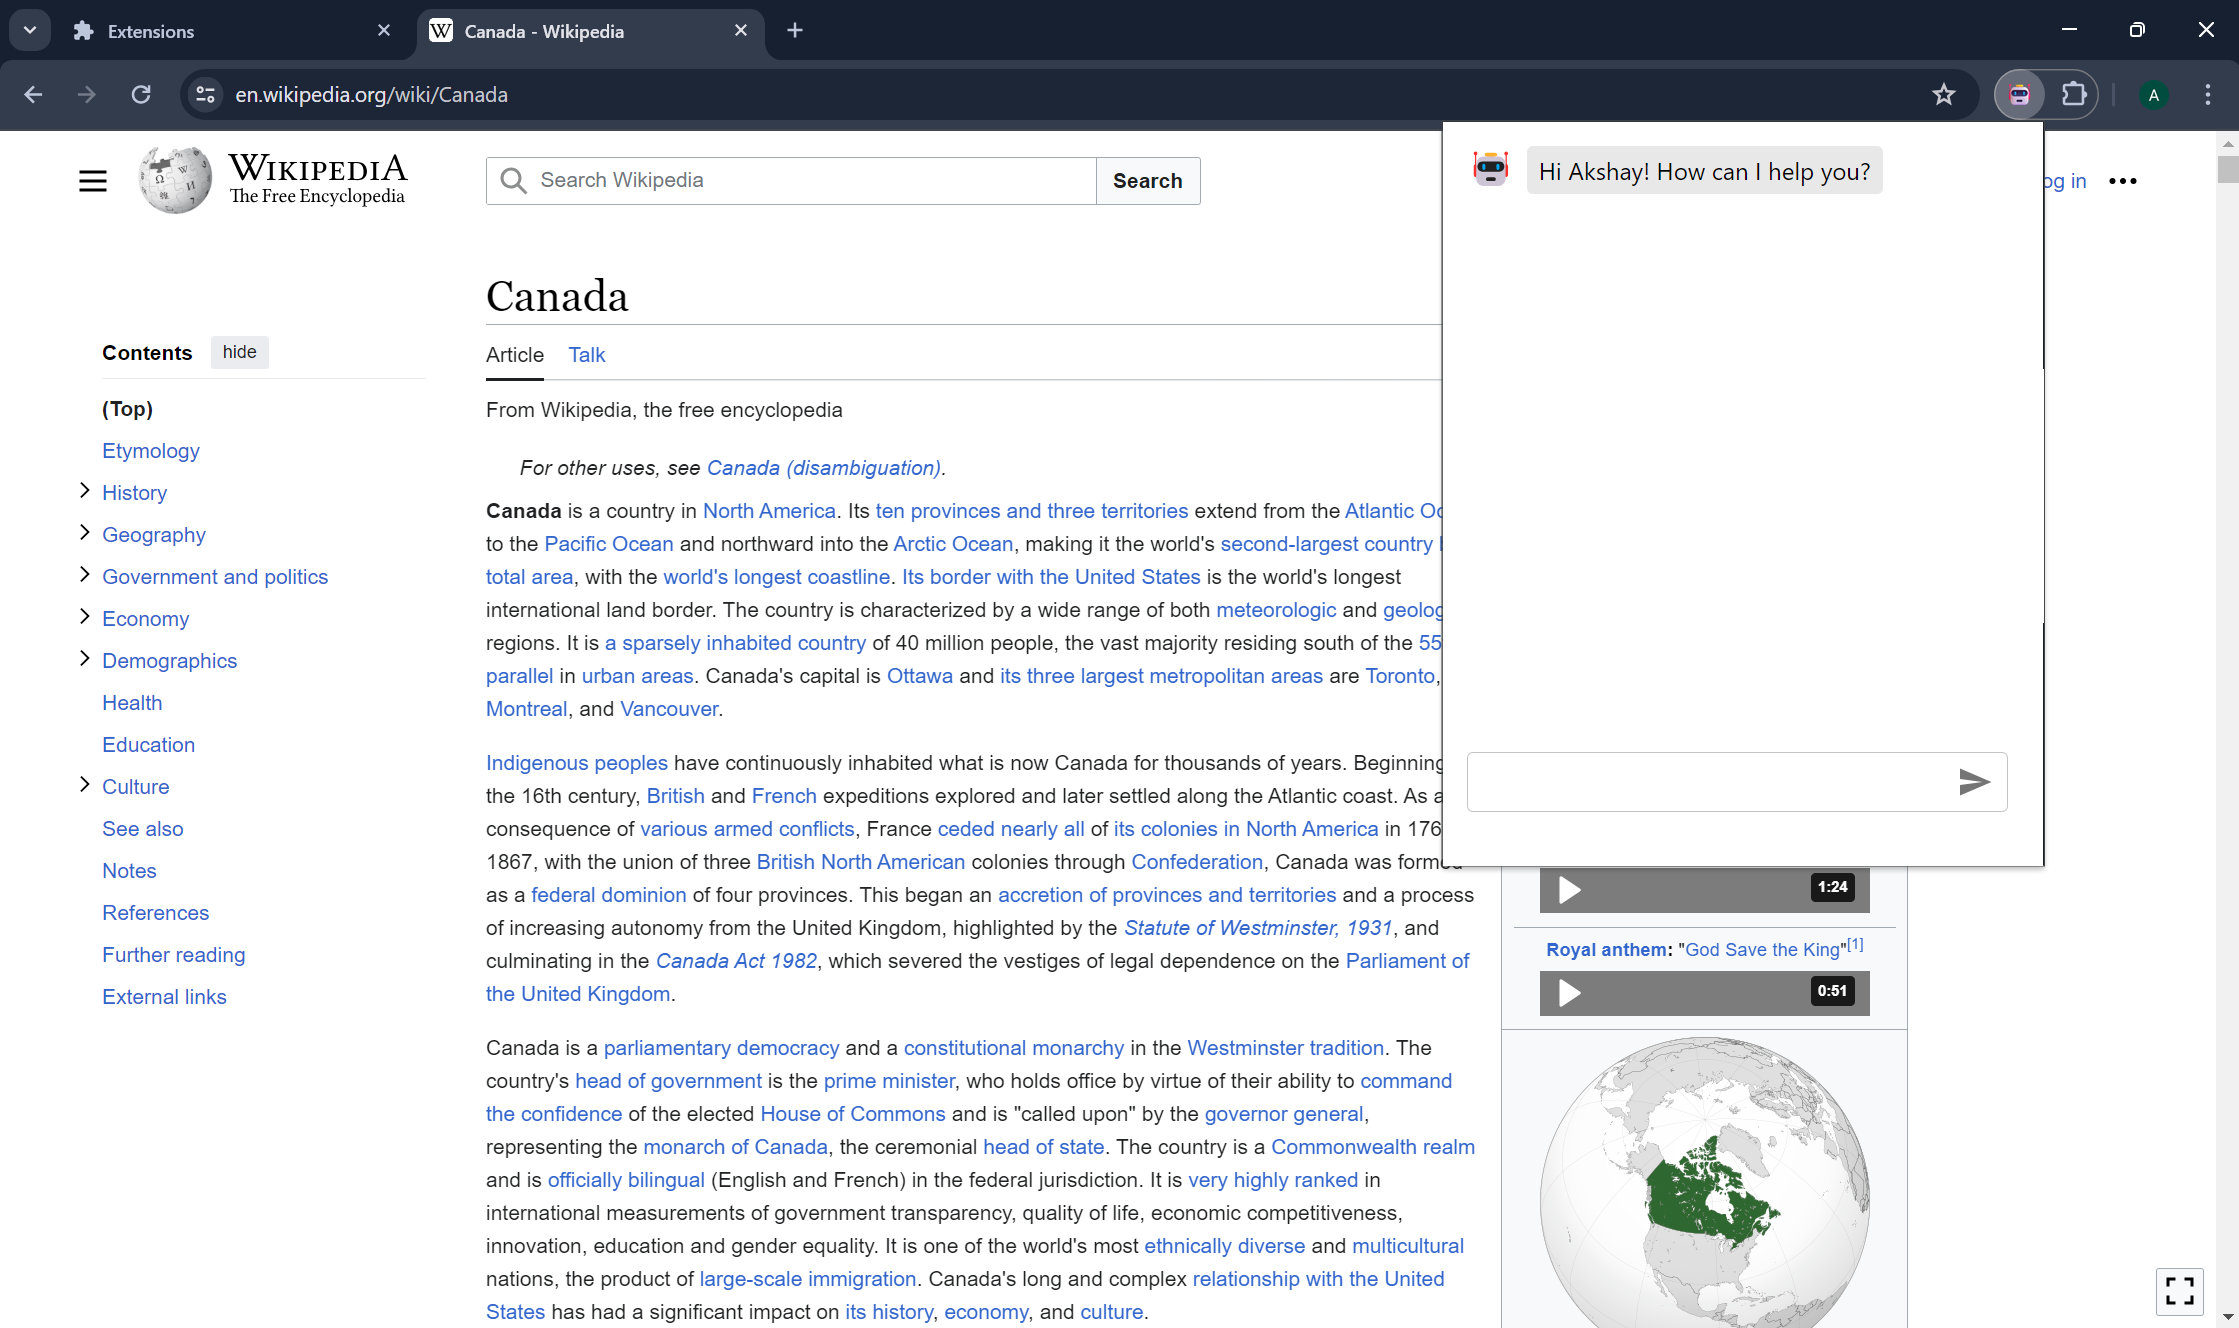 Extensions
Canada - Wikipedia
en.wikipedia.org/wiki/Canada
A
WIKIPEDIA
The Free Encyclopedia
Search Wikipedia
Search
Hi Akshay! How can I help you?
og in
Canada
Contents
hide
(Top)
Etymology
History
Geography
Government and politics
Economy
Demographics
Health
Education
Culture
See also
Notes
References
Further reading
External links
Article
Talk
From Wikipedia, the free encyclopedia
For other uses, see Canada (disambiguation).
Canada is a country in North America. Its ten provinces and three territories extend from the Atlantic
to the Pacific Ocean and northward into the Arctic Ocean, making it the world's second-largest country
total area, with the world's longest coastline. Its border with the United States is the world's longest
international land border. The country is characterized by a wide range of both meteorologic and geolog
regions. It is a sparsely inhabited country of 40 million people, the vast majority residing south of the 55
parallel in urban areas. Canada's capital is Ottawa and its three largest metropolitan areas are Toronto,
Montreal, and Vancouver.
Indigenous peoples have continuously inhabited what is now Canada for thousands of years. Beginning
the 16th century, British and French expeditions explored and later settled along the Atlantic coast. As a
consequence of various armed conflicts, France ceded nearly all of its colonies in North America in 176
1867, with the union of three British North American colonies through Confederation, Canada was formed
as a federal dominion of four provinces. This began an accretion of provinces and territories and a process
of increasing autonomy from the United Kingdom, highlighted by the Statute of Westminster, 1931, and
culminating in the Canada Act 1982, which severed the vestiges of legal dependence on the Parliament of
the United Kingdom.
Canada is a parliamentary democracy and a constitutional monarchy in the Westminster tradition. The
country's head of government is the prime minister, who holds office by virtue of their ability to command
the confidence of the elected House of Commons and is "called upon" by the governor general,
representing the monarch of Canada, the ceremonial head of state. The country is a Commonwealth realm
and is officially bilingual (English and French) in the federal jurisdiction. It is very highly ranked in
international measurements of government transparency, quality of life, economic competitiveness,
innovation, education and gender equality. It is one of the world's most ethnically diverse and multicultural
nations, the product of large-scale immigration. Canada's long and complex relationship with the United
States has had a significant impact on its history, economy, and culture.
1:24
Royal anthem: "God Save the King"[1]
0:51